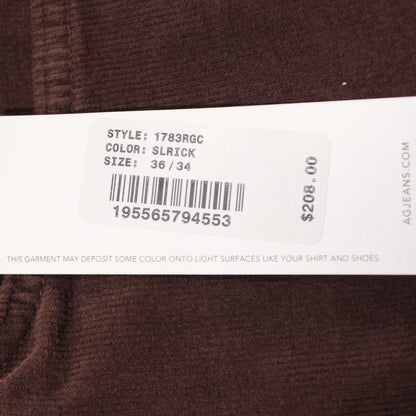 STYLE: 1783RGC
COLOR: SLRICK
SIZE: 36 / 34
195565794553
$208.00
AGJEANS.COM
THIS GARMENT MAY DEPOSIT SOME COLOR ONTO LIGHT SURFACES LIKE YOUR SHIRT AND SHOES